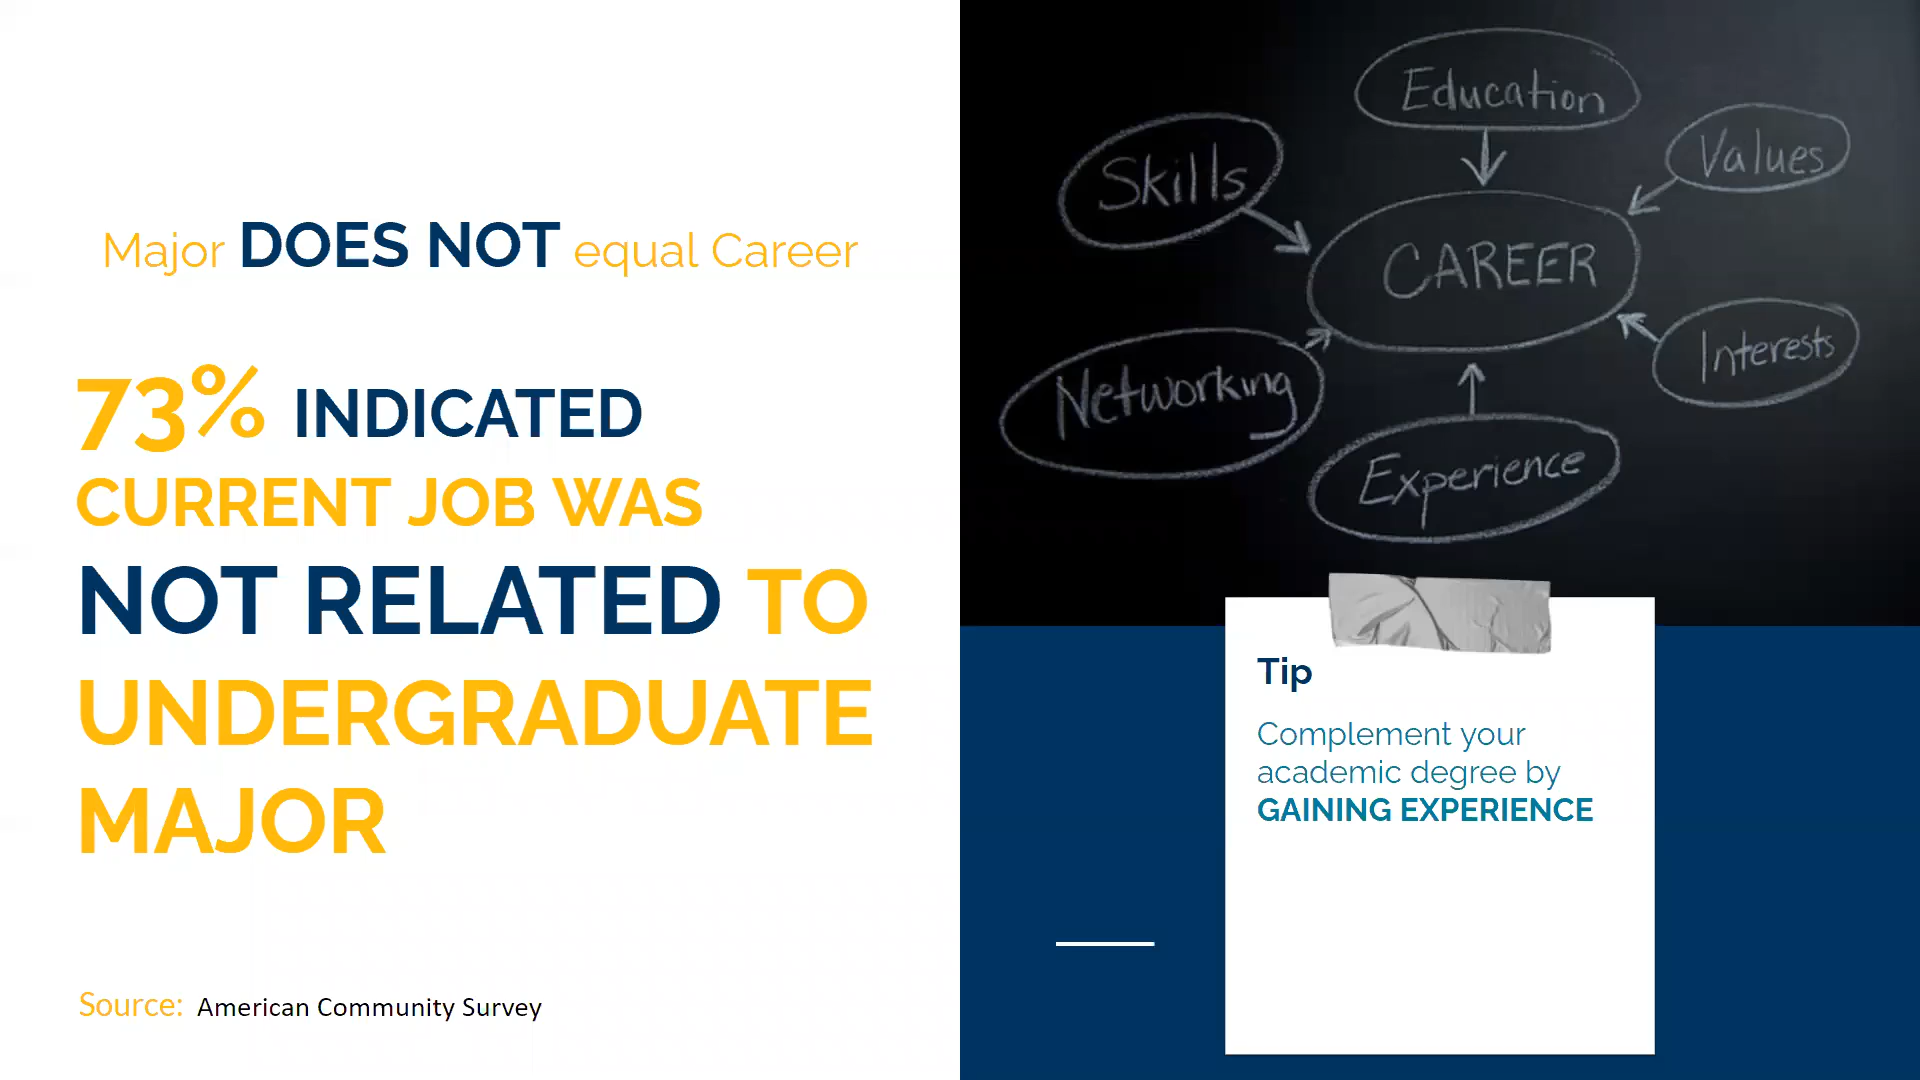 Major DOES NOT equal Career
73% INDICATED
CURRENT JOB WAS
NOT RELATED TO
UNDERGRADUATE
MAJOR
Source: American Community Survey
Education
Skills
Values
CAREER
Networking
Interests
Experience
Tip
Complement your
academic degree by
GAINING EXPERIENCE